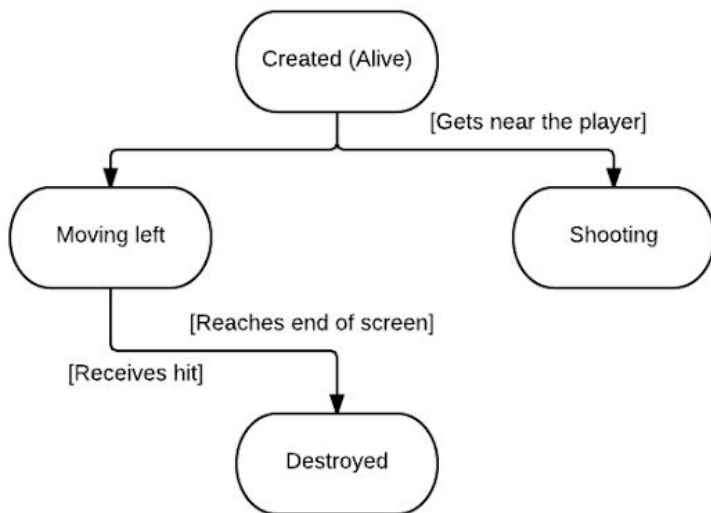 Created (Alive)
[Gets near the player]
Moving left
Shooting
[Reaches end of screen]
[Receives hit]
Destroyed